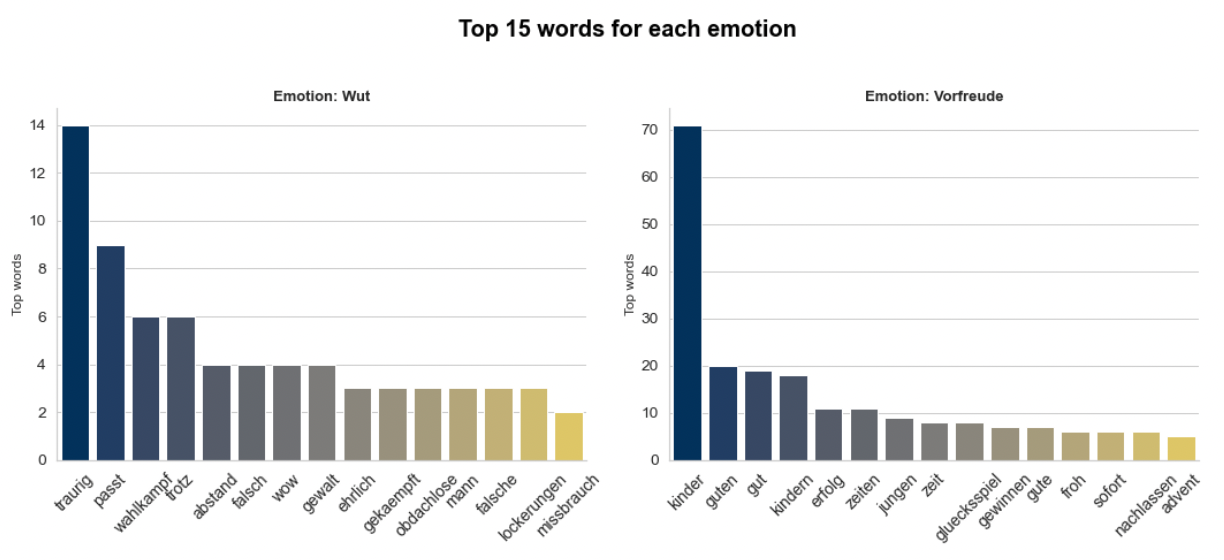 Top 15 words for each emotion
Emotion: Wut
Top words
14
12
10
8
6
4
2
0
traurig
passt
wahlkampf
trotz
abstand
falsch
wow
gewalt
ehrlich
gekaempft
obdachlose
mann
falsche
lockerungen
missbrauch
Emotion: Vorfreude
Top words
70
60
50
40
30
20
10
0
kinder
guten
gut
kindern
erfolg
zeiten
jungen
zeit
gluecksspiel
gewinnen
gute
froh
sofort
nachlassen
advent